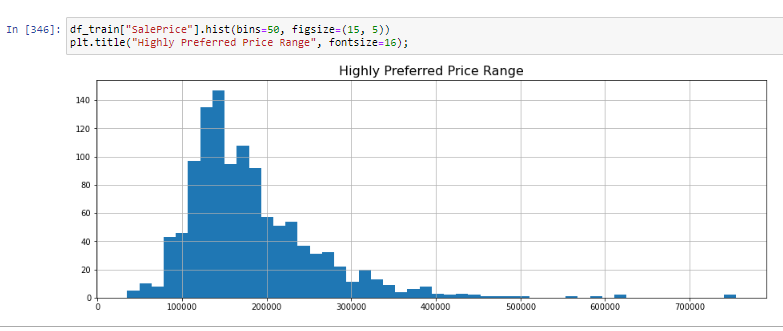 In [346]: df_train["SalePrice"].hist(bins=50, figsize=(15, 5))
plt.title("Highly Preferred Price Range", fontsize=16);
Highly Preferred Price Range
140
120
100
80
60
40
20
0
0 100000 200000 300000 400000 500000 600000 700000